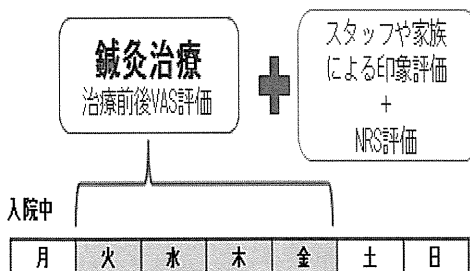 鍼灸治療
治療前後VAS評価
スタッフや家族
による印象評価
+
NRS評価
入院中
月 火 水 木 金 土 日